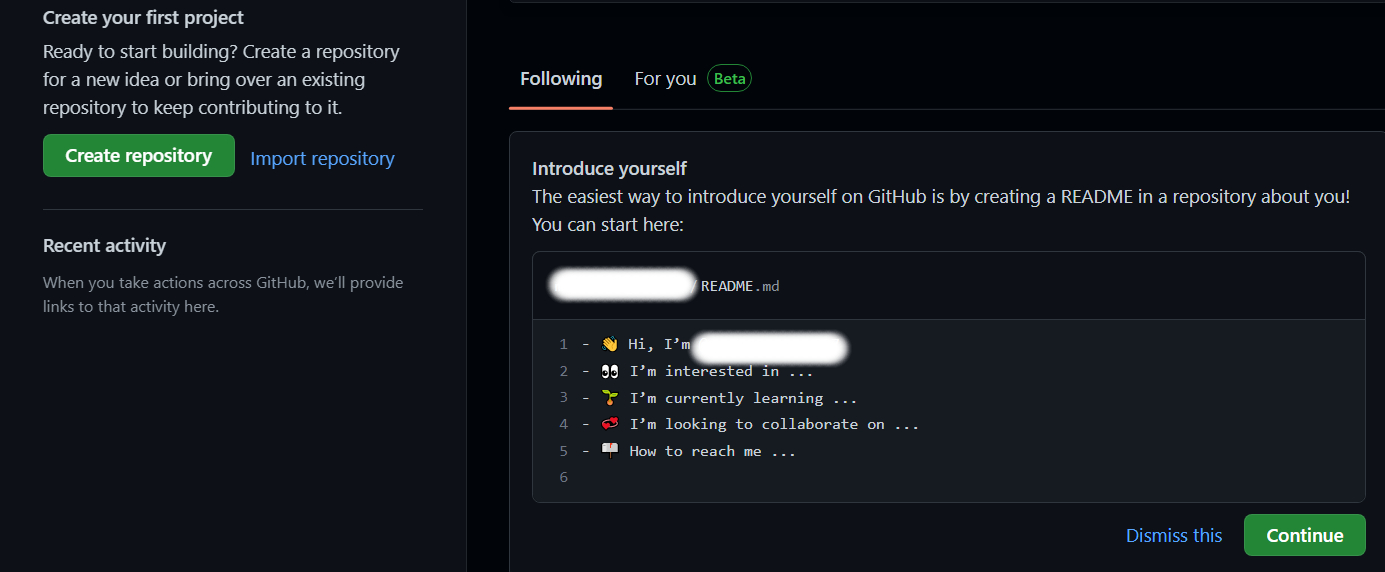 Create your first project
Ready to start building? Create a repository
for a new idea or bring over an existing
repository to keep contributing to it.
Create repository
Import repository
Recent activity
When you take actions across GitHub, we’ll provide
links to that activity here.
Following
For you
Beta
Introduce yourself
The easiest way to introduce yourself on GitHub is by creating a README in a repository about you!
You can start here:
/README.md
1 - 👋 Hi, I’m
2 - 👀 I’m interested in ...
3 - 🌱 I’m currently learning ...
4 - 💞️ I’m looking to collaborate on ...
5 - 📫 How to reach me ...
6
Dismiss this
Continue